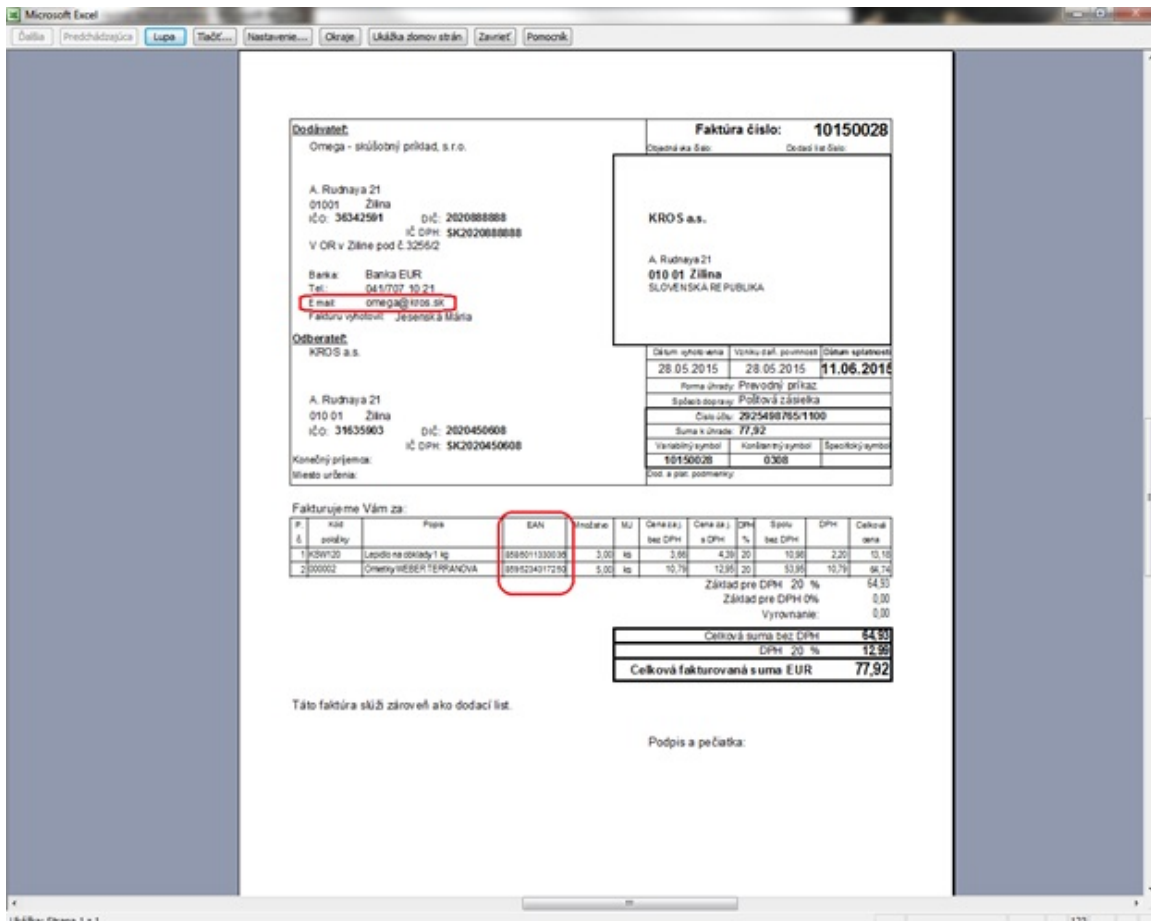 Microsoft Excel
Ďalšia Predchádzajúca Lupa Tlačiť... Nastavenie... Okraje Ukážka zlomov strán Zavrieť Pomocník
Dodávateľ:
Omega - skúšobný príklad, s.r.o.
A. Rudnaya 21
01001 Žilina
IČO: 36342591 DIČ: 2020888888
IČ DPH: SK2020888888
V OR v Žiline pod č.3256/2
Banka: Banka EUR
Tel.: 041/707 10 21
E mail: omega@kros.sk
Faktúru vyhotovil: Jesenská Mária
Faktúra číslo: 10150028
Objednávka číslo: Dodací list číslo:
KROS a.s.
A. Rudnaya 21
010 01 Žilina
SLOVENSKÁ REPUBLIKA
Odberateľ:
KROS a.s.
A. Rudnaya 21
010 01 Žilina
IČO: 31635903 DIČ: 2020450608
IČ DPH: SK2020450608
Konečný príjemca:
Miesto určenia:
Dátum vyhotovenia Vzniku daň. povinnosti Dátum splatnosti
28.05.2015 28.05.2015 11.06.2015
Forma úhrady: Prevodný príkaz
Spôsob dopravy: Poštová zásielka
Číslo účtu: 2925498765/1100
Suma k úhrade: 77,92
Variabilný symbol Konštantný symbol Špecifický symbol
10150028 0308
Dod. a plat. podmienky:
Fakturujeme Vám za:
P. č. Kód položky Popis EAN Množstvo MJ Cena za j. bez DPH Cena za j. s DPH DPH % Spolu bez DPH DPH Celková cena
1 KSW120 Lepidlo na obklady 1 kg 8586011330036 3,00 ks 3,66 4,39 20 10,98 2,20 13,18
2 000002 Omietky WEBER TERRANOVA 8595234017250 5,00 ks 10,79 12,95 20 53,95 10,79 64,74
Základ pre DPH 20 % 64,93
Základ pre DPH 0% 0,00
Vyrovnanie: 0,00
Celková suma bez DPH 64,93
DPH 20 % 12,99
Celková fakturovaná suma EUR 77,92
Táto faktúra slúži zároveň ako dodací list.
Podpis a pečiatka: